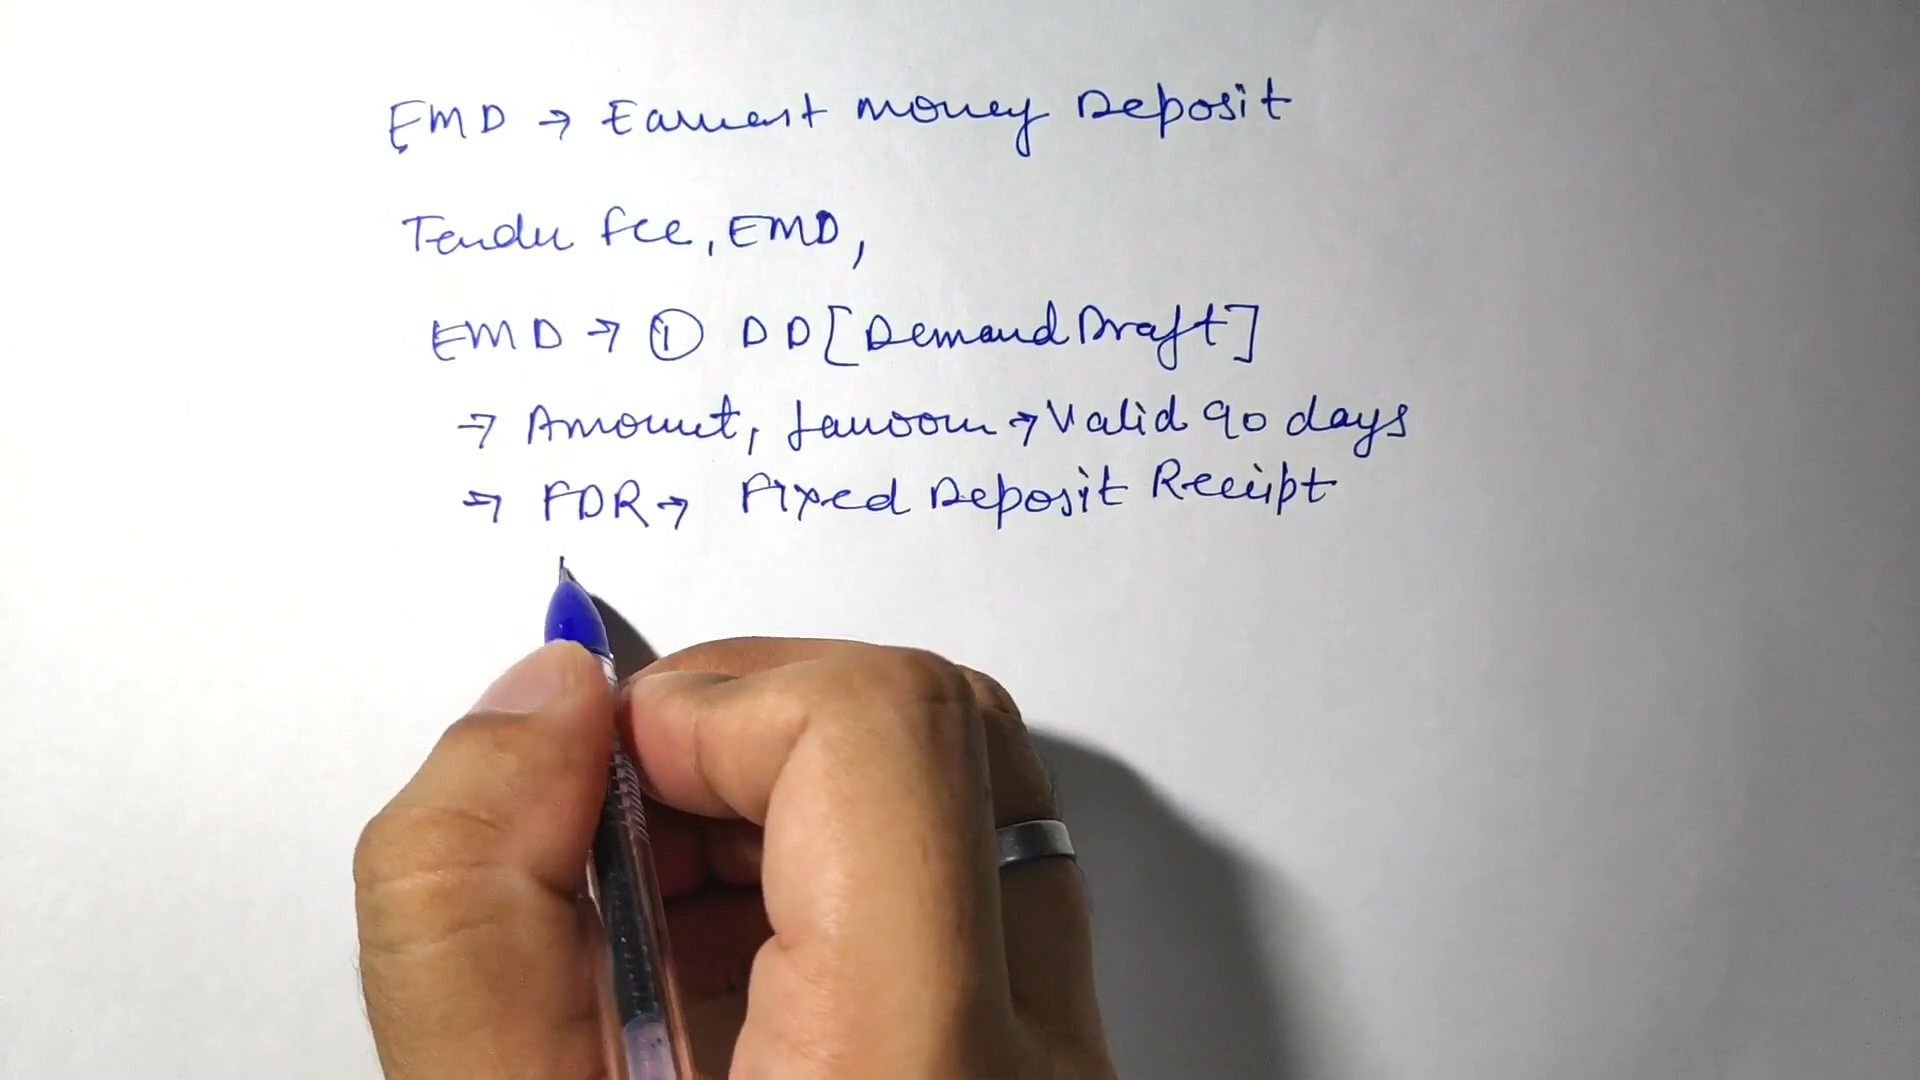 EMD → Earnest Money Deposit
Tender fee, EMD,
EMD → ① DD [Demand Draft]
→ Amount, favour → Valid 90 days
→ FDR → Fixed Deposit Receipt